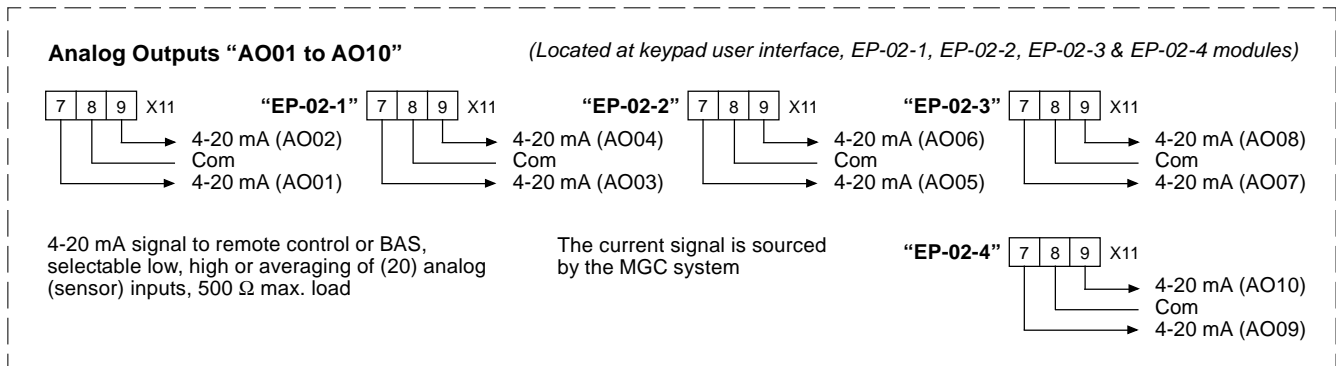 Analog Outputs “AO01 to AO10”
(Located at keypad user interface, EP-02-1, EP-02-2, EP-02-3 & EP-02-4 modules)
7 8 9 X11
4-20 mA (AO02)
Com
4-20 mA (AO01)
“EP-02-1” 7 8 9 X11
4-20 mA (AO04)
Com
4-20 mA (AO03)
“EP-02-2” 7 8 9 X11
4-20 mA (AO06)
Com
4-20 mA (AO05)
“EP-02-3” 7 8 9 X11
4-20 mA (AO08)
Com
4-20 mA (AO07)
4-20 mA signal to remote control or BAS,
selectable low, high or averaging of (20) analog
(sensor) inputs, 500 Ω max. load
The current signal is sourced
by the MGC system
“EP-02-4” 7 8 9 X11
4-20 mA (AO10)
Com
4-20 mA (AO09)